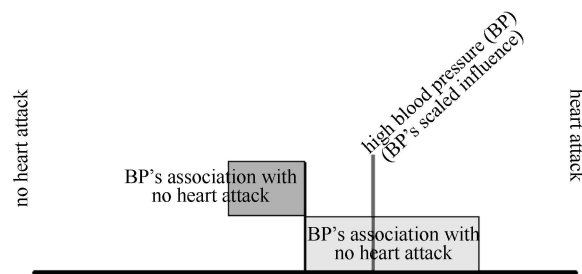 no heart attack
high blood pressure (BP)
(BP's scaled influence)
heart attack
BP's association with
no heart attack
BP's association with
no heart attack